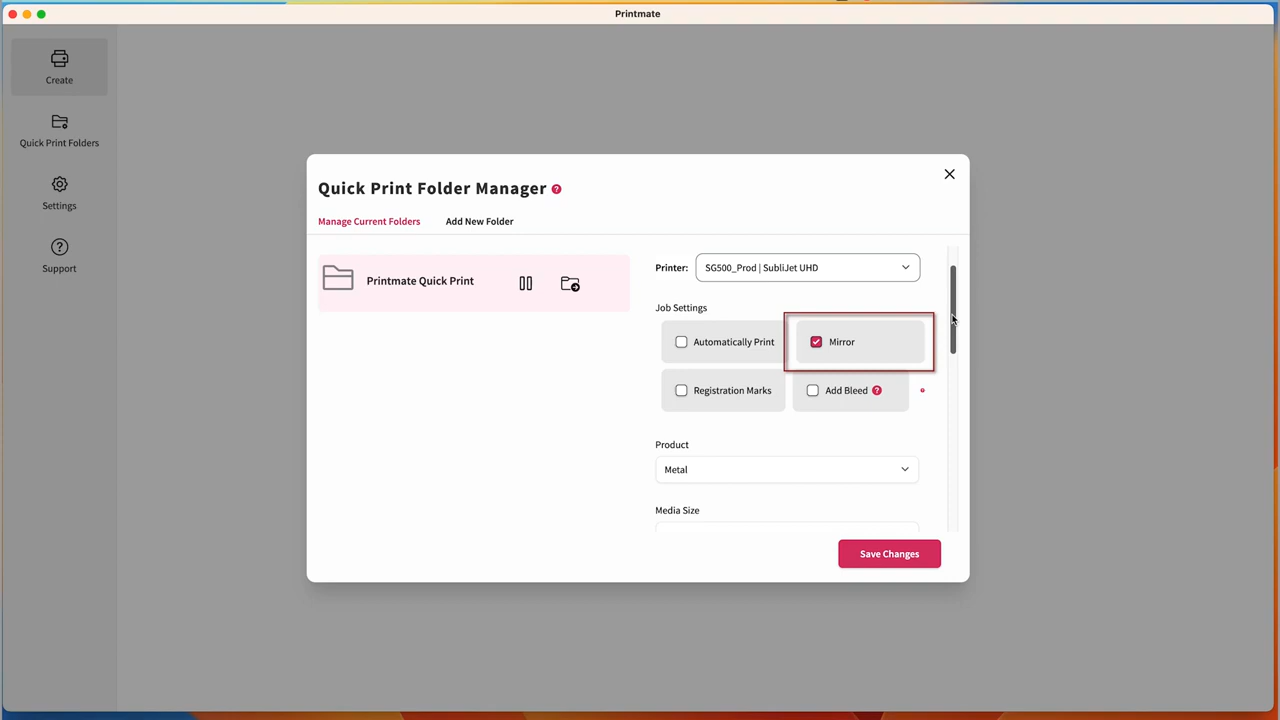 Printmate
Create
Quick Print Folders
Settings
Support
Quick Print Folder Manager ?
Manage Current Folders
Add New Folder
Printmate Quick Print
Printer:
SG500_Prod | SubliJet UHD
Job Settings
Automatically Print
Mirror
Registration Marks
Add Bleed ?
Product
Metal
Media Size
Save Changes